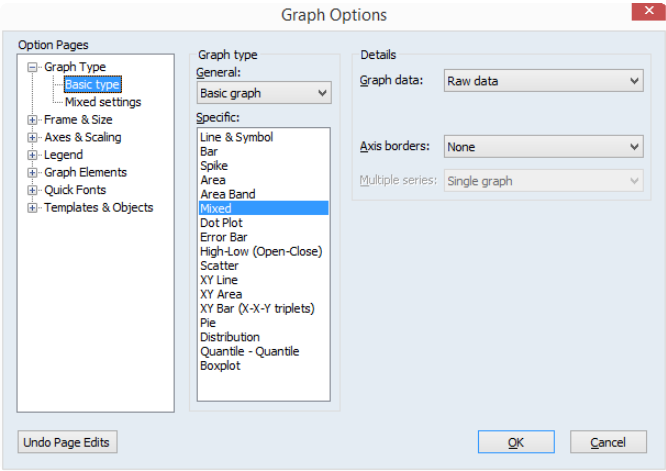 Graph Options
Option Pages
Graph Type
Basic type
Mixed settings
Frame & Size
Axes & Scaling
Legend
Graph Elements
Quick Fonts
Templates & Objects
Graph type
General:
Basic graph
Specific:
Line & Symbol
Bar
Spike
Area
Area Band
Mixed
Dot Plot
Error Bar
High-Low (Open-Close)
Scatter
XY Line
XY Area
XY Bar (X-X-Y triplets)
Pie
Distribution
Quantile - Quantile
Boxplot
Details
Graph data: Raw data
Axis borders: None
Multiple series: Single graph
Undo Page Edits
OK
Cancel